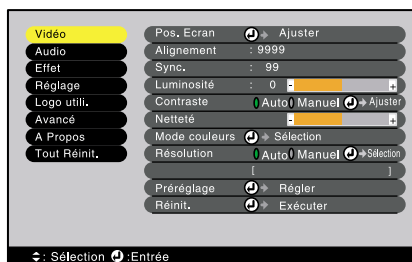 Vidéo
Audio
Effet
Réglage
Logo utili.
Avancé
A Propos
Tout Réinit.
Pos. Ecran Ajuster
Alignement : 9999
Sync. : 99
Luminosité : 0 - +
Contraste Auto Manuel Ajuster
Netteté - +
Mode couleurs Sélection
Résolution Auto Manuel Sélection
[ ]
Préréglage Régler
Réinit. Exécuter
: Sélection :Entrée